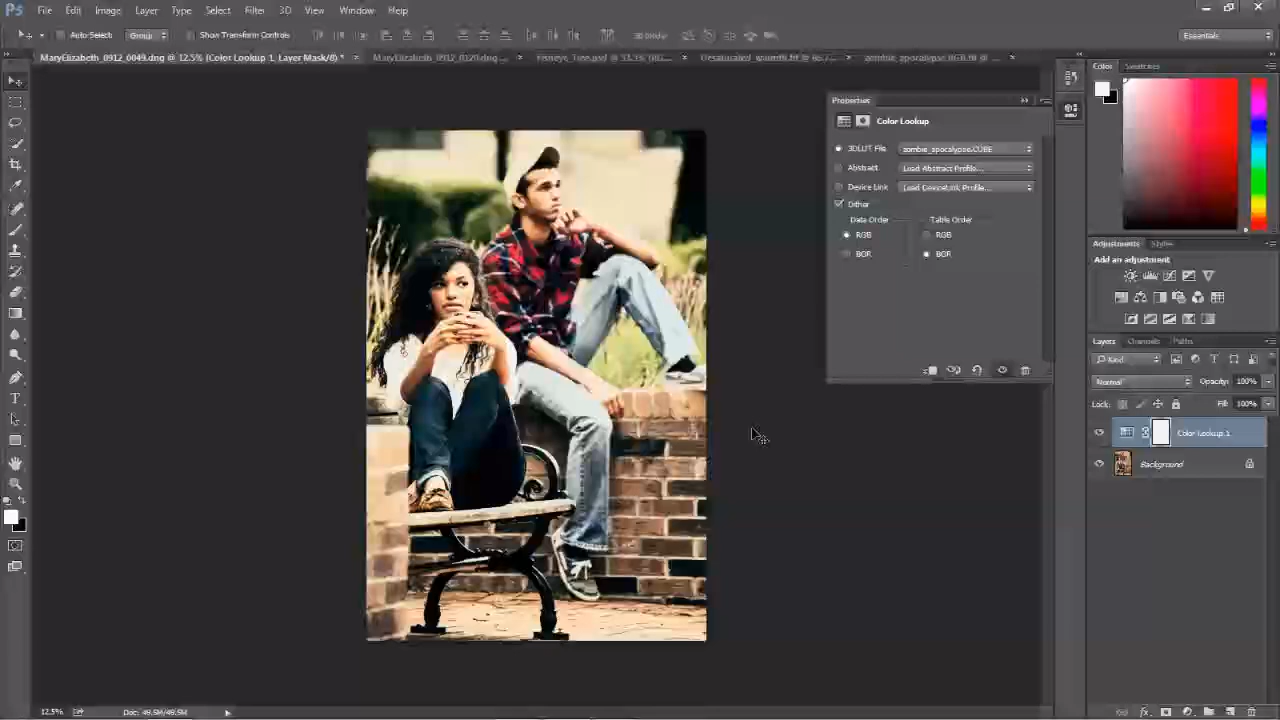 Ps File Edit Image Layer Type Select Filter 3D View Window Help
Auto-Select: Group Show Transform Controls Essentials
MaryElizabeth_0912_0049.dng @ 12.5% (Color Lookup 1, Layer Mask/8) * MaryElizabeth_0912_0120.dng
Properties
Color Lookup
3DLUT File zombie_apocalypse.CUBE
Abstract Load Abstract Profile...
Device Link Load DeviceLink Profile...
Dither
Data Order Table Order
RGB RGB
BGR BGR
Color Swatches
Adjustments Styles
Add an adjustment
Layers Channels Paths
Kind
Normal Opacity: 100%
Lock: Fill: 100%
Color Lookup 1
Background
12.5% Doc: 49.5M/49.5M